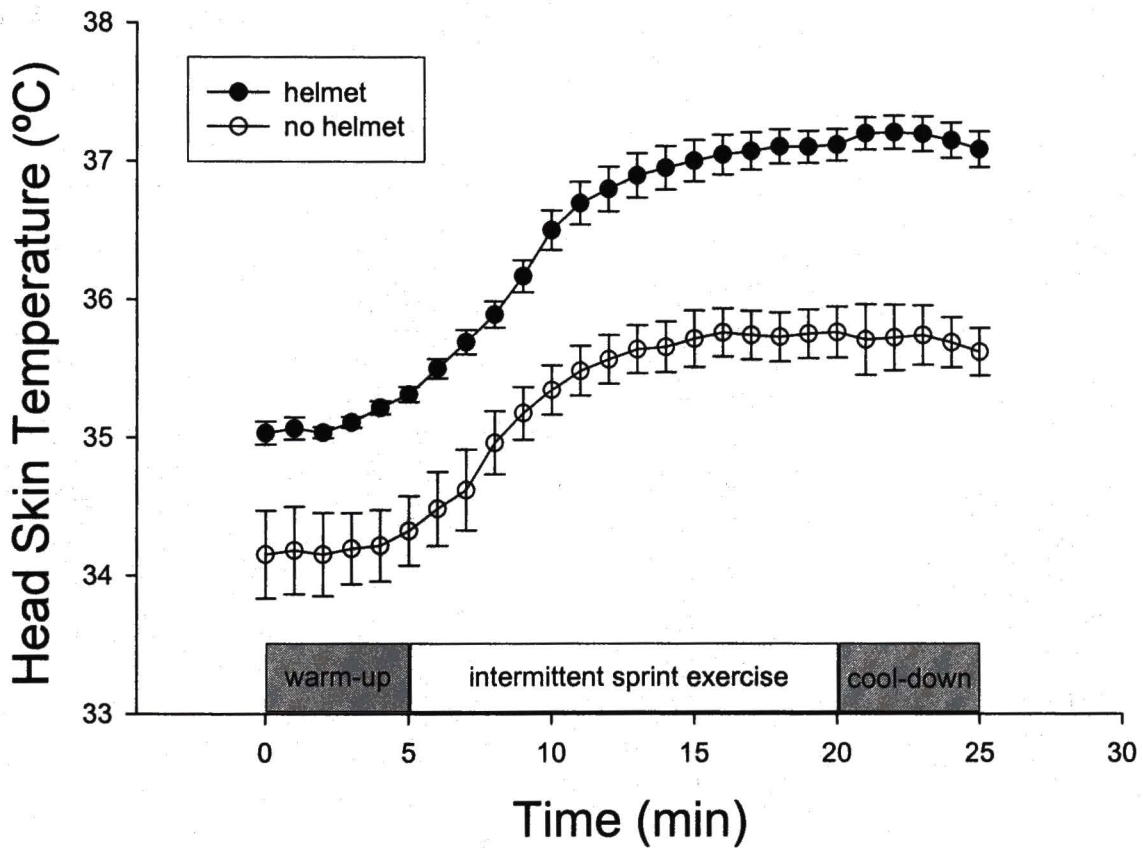 Head Skin Temperature (ºC)
38
37
36
35
34
33
helmet
no helmet
warm-up
intermittent sprint exercise
cool-down
0 5 10 15 20 25 30
Time (min)